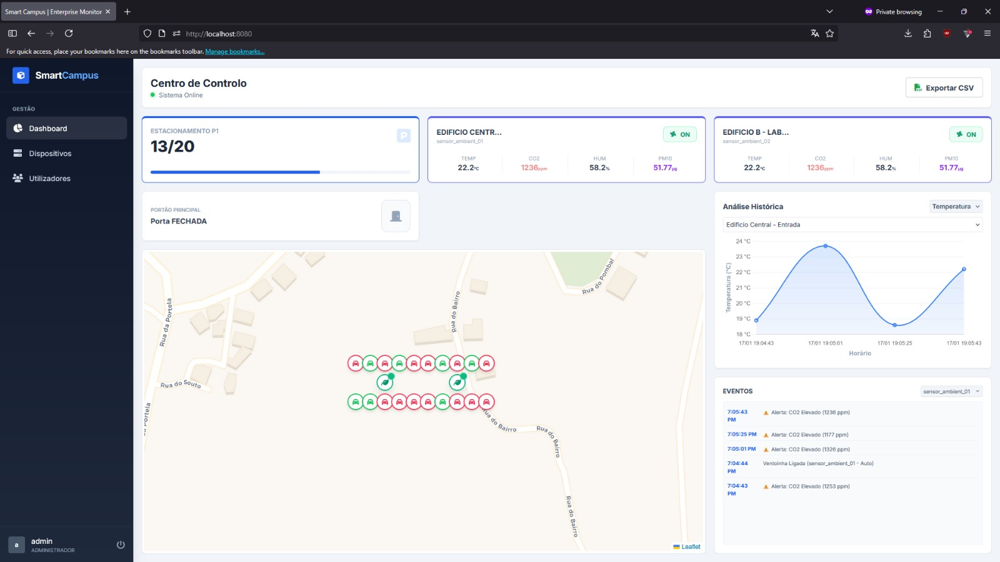 Smart Campus | Enterprise Monitor
Private browsing
http://localhost:8080
For quick access, place your bookmarks here on the bookmarks toolbar. Manage bookmarks...
SmartCampus
GESTÃO
Dashboard
Dispositivos
Utilizadores
a
admin
ADMINISTRADOR
Centro de Controlo
Sistema Online
Exportar CSV
ESTACIONAMENTO P1
13/20
P
EDIFICIO CENTR...
sensor_ambient_01
ON
TEMP
CO2
HUM
PM10
22.2°C
1236ppm
58.2%
51.77µg
EDIFICIO B - LAB...
sensor_ambient_02
ON
TEMP
CO2
HUM
PM10
22.2°C
1236ppm
58.2%
51.77µg
PORTÃO PRINCIPAL
Porta FECHADA
Rua da Portela
Rua do Souto
Rua do Bairro
Rua do Pombal
Rua do Bairro
Rua do Bairro
Rua do Bairro
Portela
Leaflet
Análise Histórica
Temperatura
Edificio Central - Entrada
24 °C
23 °C
22 °C
21 °C
20 °C
19 °C
18 °C
Temperatura (°C)
17/01 19:04:43
17/01 19:05:01
17/01 19:05:25
17/01 19:05:43
Horário
EVENTOS
sensor_ambient_01
7:05:43 PM
Alerta: CO2 Elevado (1236 ppm)
7:05:25 PM
Alerta: CO2 Elevado (1177 ppm)
7:05:01 PM
Alerta: CO2 Elevado (1326 ppm)
7:04:44 PM
Ventoinha Ligada (sensor_ambient_01 - Auto)
7:04:43 PM
Alerta: CO2 Elevado (1253 ppm)